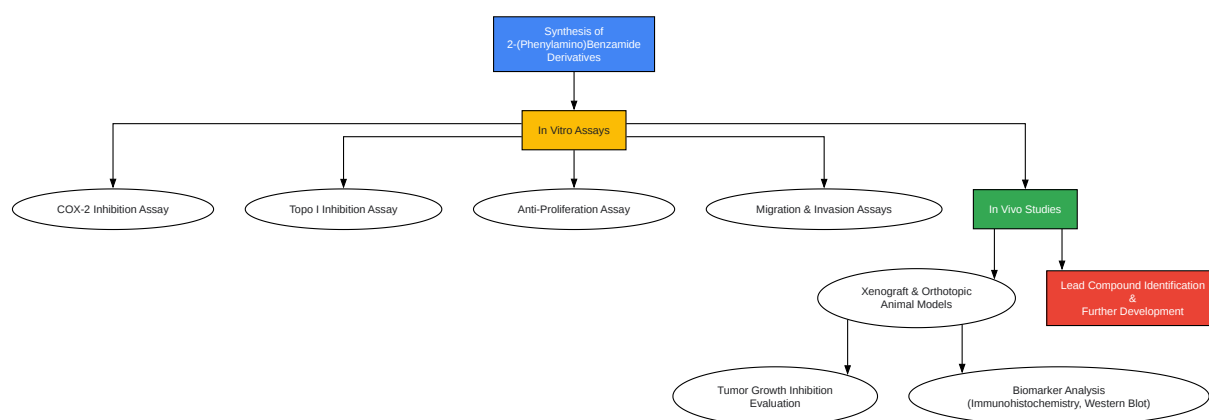 Synthesis of
2-(Phenylamino)Benzamide
Derivatives
In Vitro Assays
COX-2 Inhibition Assay
Topo I Inhibition Assay
Anti-Proliferation Assay
Migration & Invasion Assays
In Vivo Studies
Xenograft & Orthotopic
Animal Models
Lead Compound Identification
&
Further Development
Tumor Growth Inhibition
Evaluation
Biomarker Analysis
(Immunohistochemistry, Western Blot)